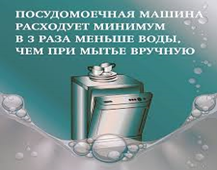 ПОСУДОМОЕЧНАЯ МАШИНА
РАСХОДУЕТ МИНИМУМ
В 3 РАЗА МЕНЬШЕ ВОДЫ,
ЧЕМ ПРИ МЫТЬЕ ВРУЧНУЮ